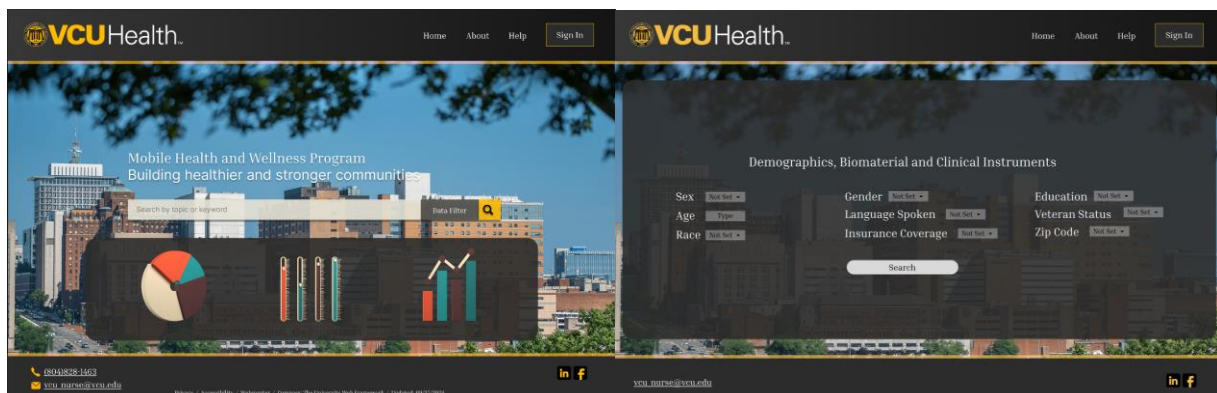 VCUHealth™
Home About Help Sign In
Mobile Health and Wellness Program
Building healthier and stronger communities
Search by topic or keyword Data Filter
(804)828-1463
vcu_nurse@vcu.edu
VCUHealth™
Home About Help Sign In
Demographics, Biomaterial and Clinical Instruments
Sex Not Set Gender Not Set Education Not Set
Age Type Language Spoken Not Set Veteran Status Not Set
Race Not Set Insurance Coverage Not Set Zip Code Not Set
Search
vcu_nurse@vcu.edu
in f